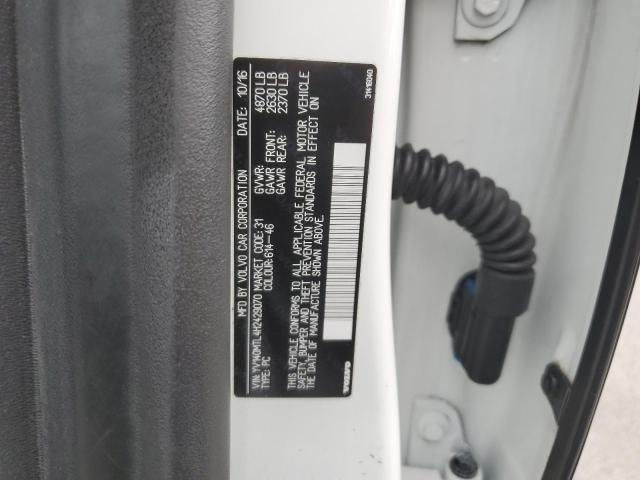 MFD BY VOLVO CAR CORPORATION DATE: 10/16
VIN: YV140MTL4H2429070 MARKET CODE: 31 GVWR: 4870 LB
TYPE: PC COLOUR: 614-46 GAWR FRONT: 2630 LB
GAWR REAR: 2370 LB
THIS VEHICLE CONFORMS TO ALL APPLICABLE FEDERAL MOTOR VEHICLE
SAFETY, BUMPER AND THEFT PREVENTION STANDARDS IN EFFECT ON
THE DATE OF MANUFACTURE SHOWN ABOVE.
VOLVO
31416040